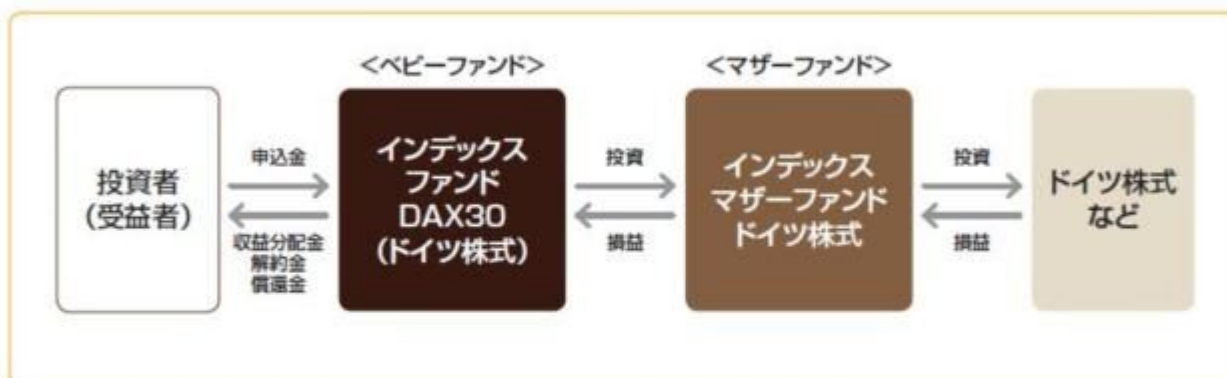 <ベビーファンド>
<マザーファンド>
投資者
(受益者)
申込金
収益分配金
解約金
償還金
インデックス
ファンド
DAX30
(ドイツ株式)
投資
損益
インデックス
マザーファンド
ドイツ株式
投資
損益
ドイツ株式
など